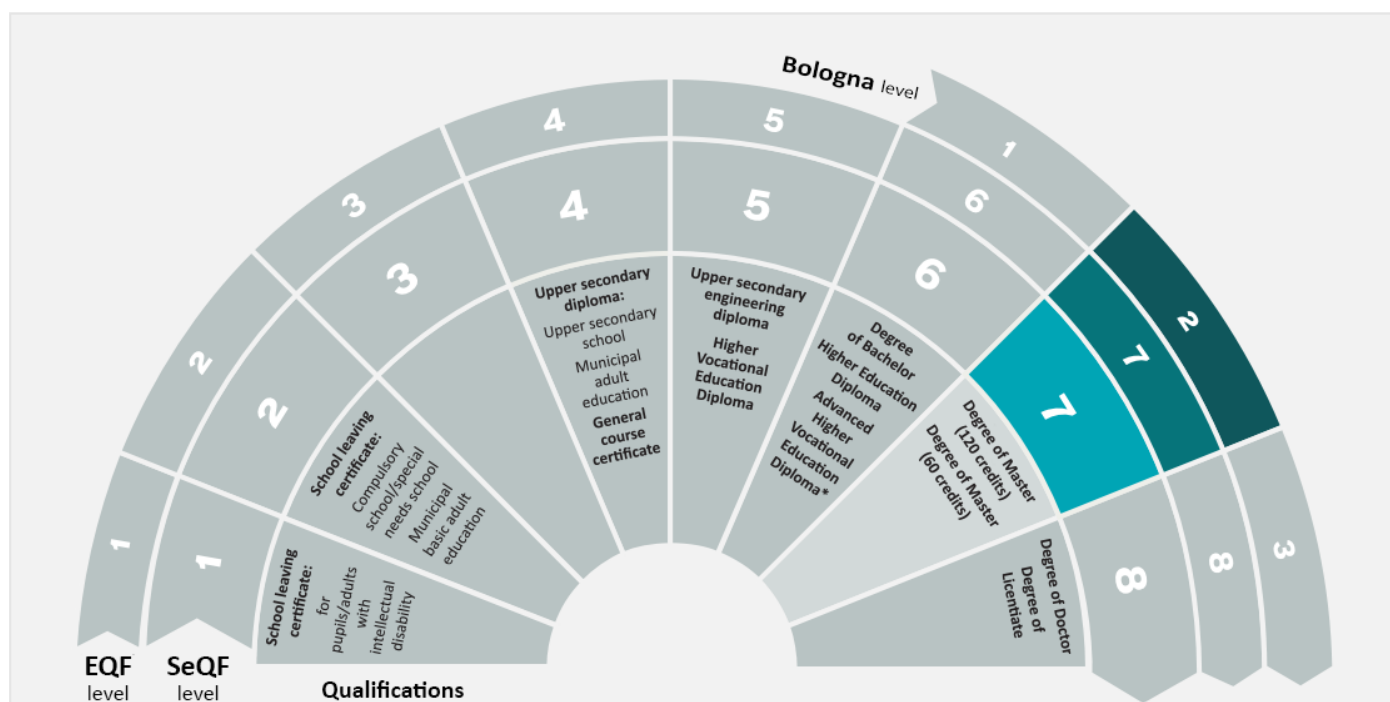 Bologna level
1
2
3
1
2
3
4
5
6
7
8
1
2
3
4
5
6
7
8
School leaving
certificate:
for
pupils/adults
with
intellectual
disability
School leaving
certificate:
Compulsory
school/special
needs school
Municipal
basic adult
education
Upper secondary
diploma:
Upper secondary
school
Municipal
adult
education
General
course
certificate
Upper secondary
engineering
diploma
Higher
Vocational
Education
Diploma
Degree
of Bachelor
Higher Education
Diploma
Advanced
Higher
Vocational
Education
Diploma*
Degree of Master
(120 credits)
Degree of Master
(60 credits)
Degree of Doctor
Degree of
Licentiate
EQF
level
SeQF
level
Qualifications